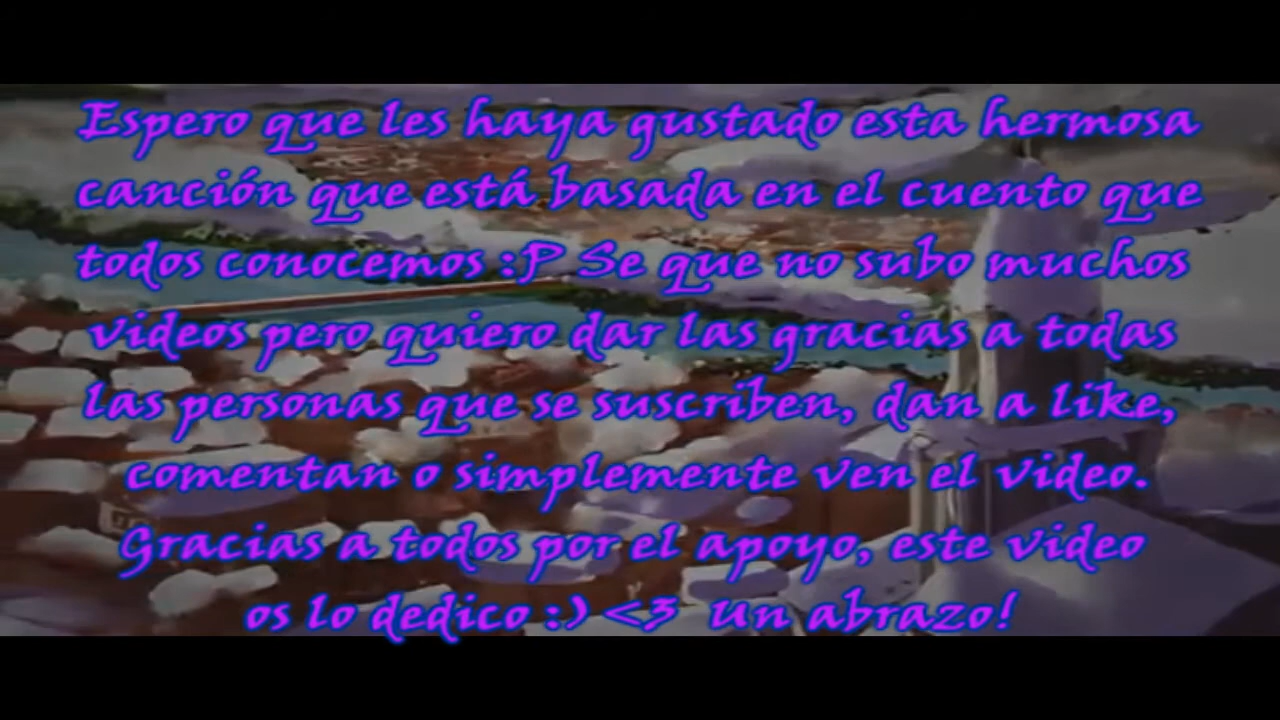 Espero que les haya gustado esta hermosa
canción que está basada en el cuento que
todos conocemos :P Se que no subo muchos
videos pero quiero dar las gracias a todas
las personas que se suscriben, dan a like,
comentan o simplemente ven el video.
Gracias a todos por el apoyo, este video
os lo dedico :) <3 Un abrazo!